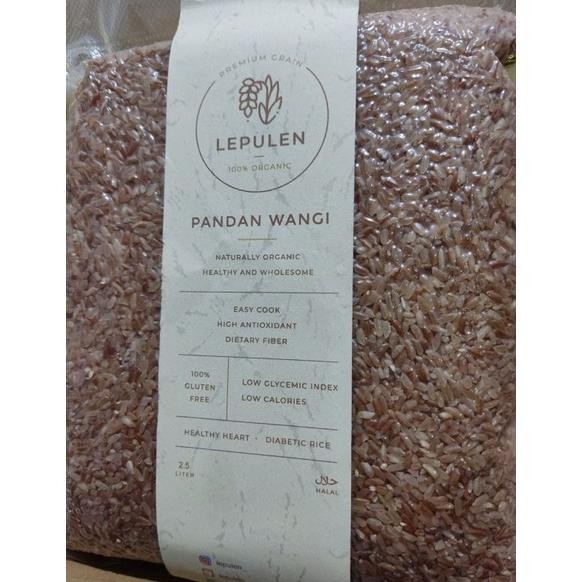 PREMIUM GRAIN
LEPULEN
100% ORGANIC
PANDAN WANGI
NATURALLY ORGANIC
HEALTHY AND WHOLESOME
EASY COOK
HIGH ANTIOXIDANT
DIETARY FIBER
100%
GLUTEN
FREE
LOW GLYCEMIC INDEX
LOW CALORIES
HEALTHY HEART · DIABETIC RICE
2.5
LITER
حلال
HALAL
lepulen_